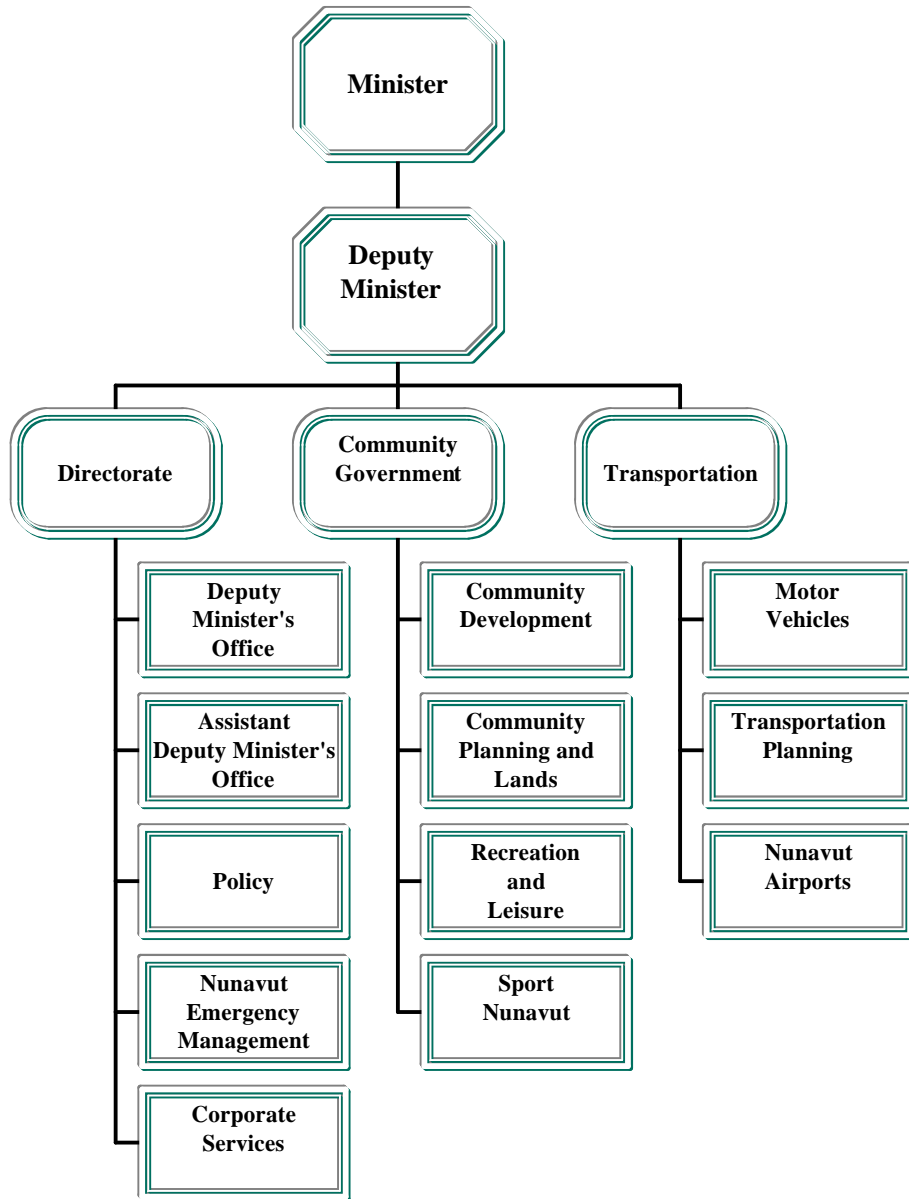 Minister
Deputy
Minister
Directorate
Community
Government
Transportation
Deputy
Minister's
Office
Assistant
Deputy Minister's
Office
Policy
Nunavut
Emergency
Management
Corporate
Services
Community
Development
Community
Planning and
Lands
Recreation
and
Leisure
Sport
Nunavut
Motor
Vehicles
Transportation
Planning
Nunavut
Airports